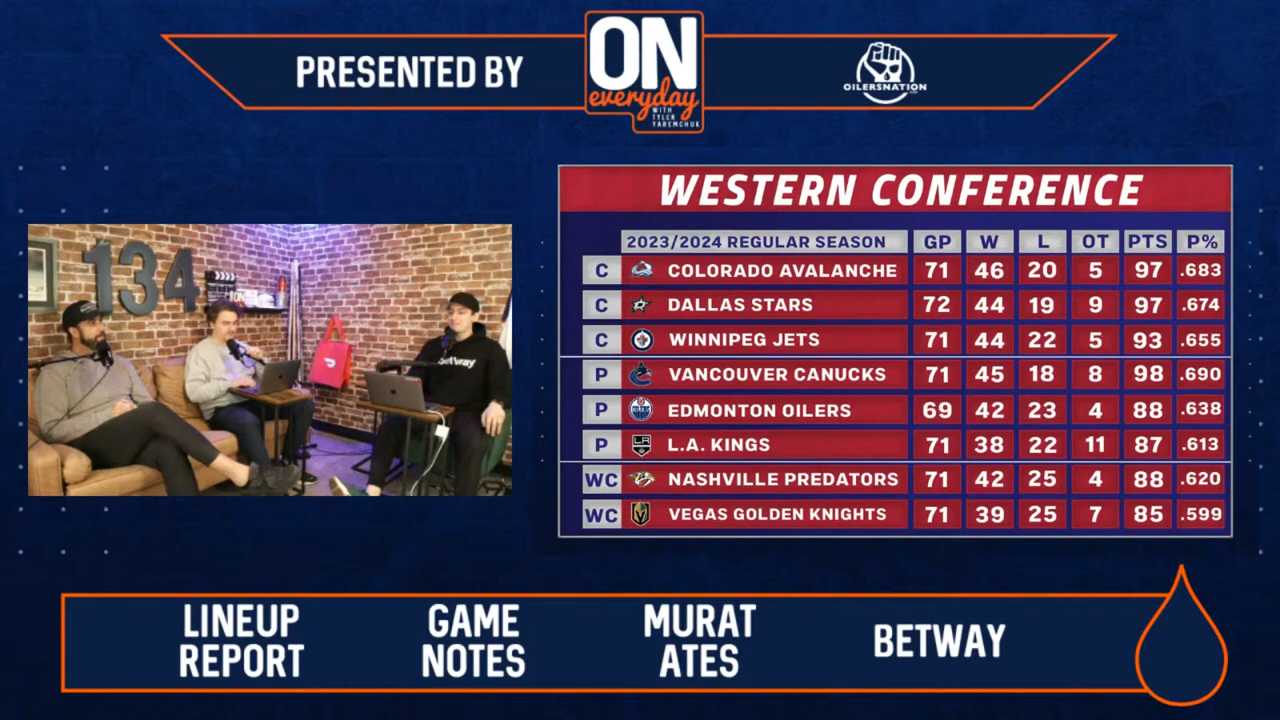 PRESENTED BY
ON
everyday
WITH
TYLER
YAREMCHUK
OILERSNATION
134
Betway
WESTERN CONFERENCE
2023/2024 REGULAR SEASON GP W L OT PTS P%
C COLORADO AVALANCHE 71 46 20 5 97 .683
C DALLAS STARS 72 44 19 9 97 .674
C WINNIPEG JETS 71 44 22 5 93 .655
P VANCOUVER CANUCKS 71 45 18 8 98 .690
P EDMONTON OILERS 69 42 23 4 88 .638
P L.A. KINGS 71 38 22 11 87 .613
WC NASHVILLE PREDATORS 71 42 25 4 88 .620
WC VEGAS GOLDEN KNIGHTS 71 39 25 7 85 .599
LINEUP
REPORT
GAME
NOTES
MURAT
ATES
BETWAY